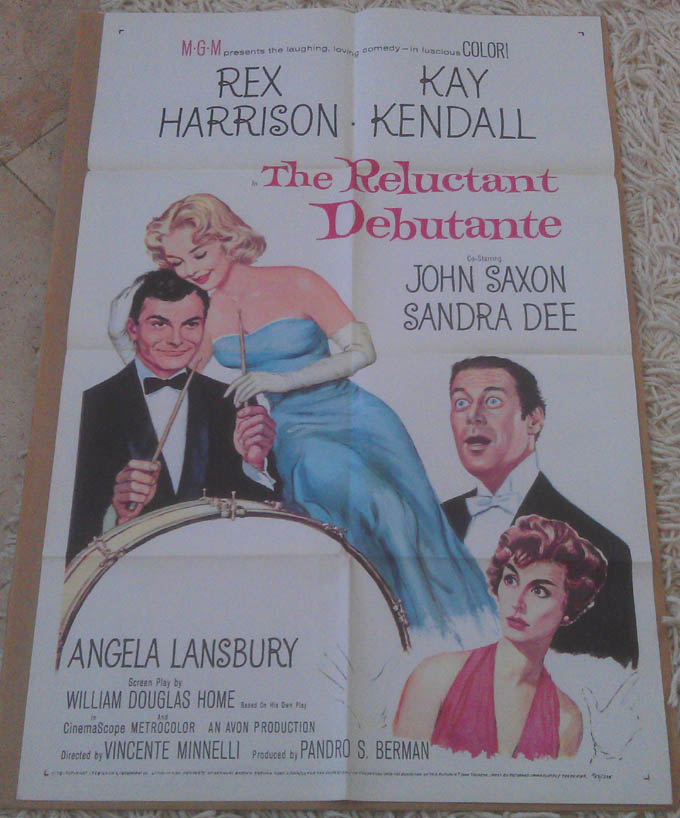 M·G·M presents the laughing, loving comedy—in luscious COLOR!
REX KAY
HARRISON · KENDALL
in The Reluctant
Debutante
Co-Starring
JOHN SAXON
SANDRA DEE
ANGELA LANSBURY
Screen Play by
WILLIAM DOUGLAS HOME Based On His Own Play
in And
CinemaScope METROCOLOR AN AVON PRODUCTION
Directed by VINCENTE MINNELLI Produced by PANDRO S. BERMAN